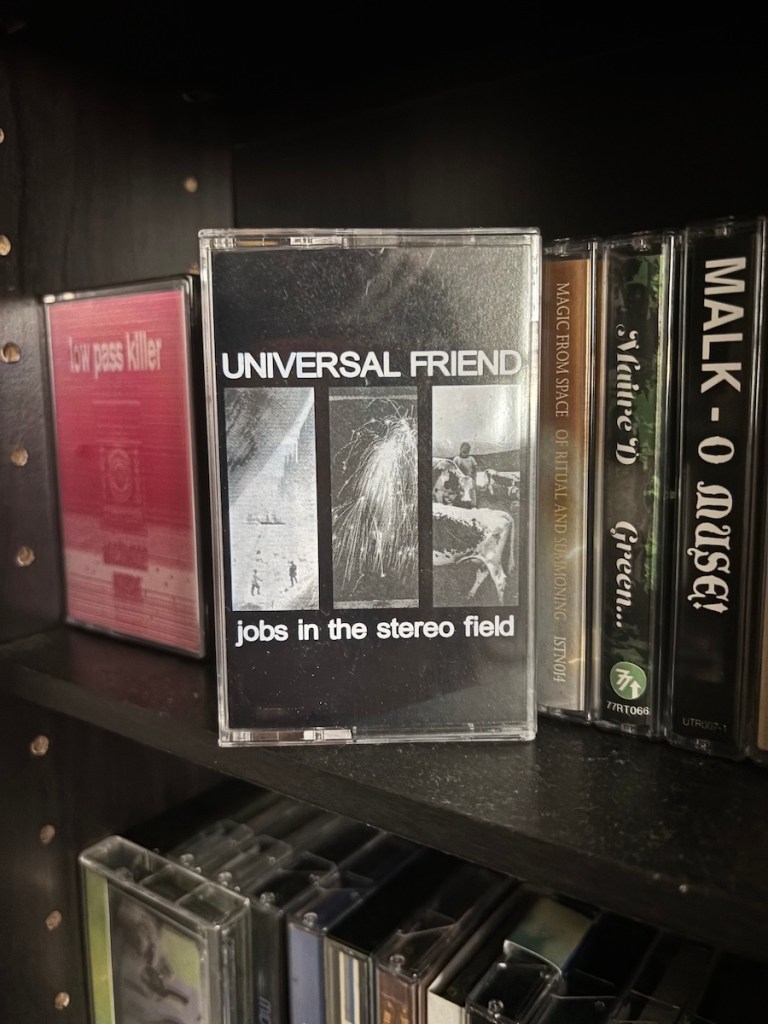 low pass killer
UNIVERSAL FRIEND
jobs in the stereo field
MAGIC FROM SPACE OF RITUAL AND SUMMONING ISTN014
Maitre D Green...
77RT066
MALK - O MUSE!
UTR007-1